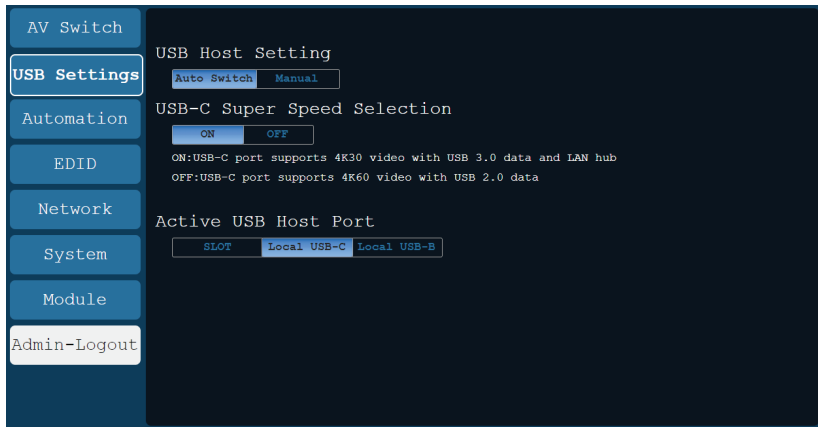 AV Switch
USB Settings
Automation
EDID
Network
System
Module
Admin-Logout
USB Host Setting
Auto Switch Manual
USB-C Super Speed Selection
ON OFF
ON:USB-C port supports 4K30 video with USB 3.0 data and LAN hub
OFF:USB-C port supports 4K60 video with USB 2.0 data
Active USB Host Port
SLOT Local USB-C Local USB-B